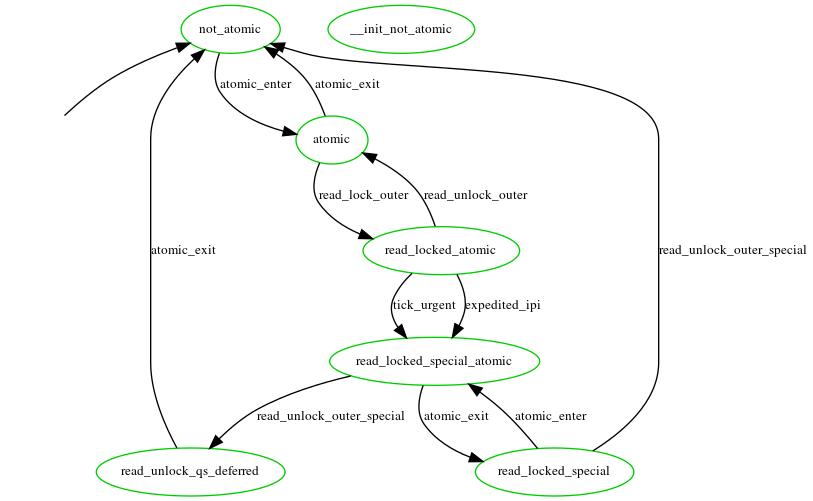 not_atomic
__init_not_atomic
atomic_enter
atomic_exit
atomic
read_lock_outer
read_unlock_outer
read_locked_atomic
atomic_exit
read_unlock_outer_special
tick_urgent
expedited_ipi
read_locked_special_atomic
read_unlock_outer_special
atomic_exit
atomic_enter
read_unlock_qs_deferred
read_locked_special